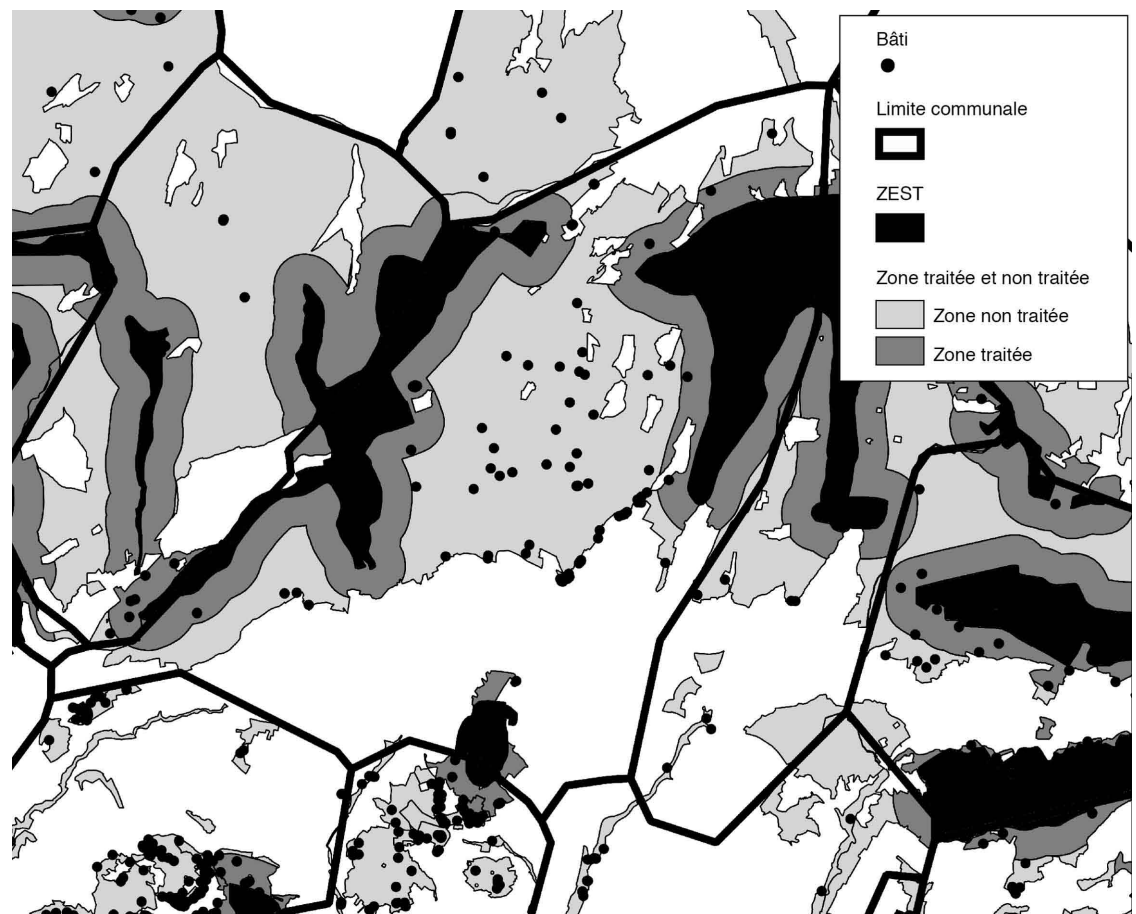 Bâti
Limite communale
ZEST
Zone traitée et non traitée
Zone non traitée
Zone traitée